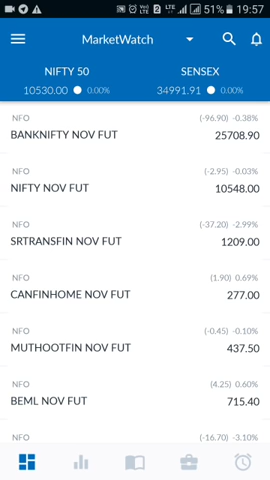 LTE 51% 19:57
MarketWatch
NIFTY 50 SENSEX
10530.00 0.00% 34991.91 0.00%
NFO (-96.90) -0.38%
BANKNIFTY NOV FUT 25708.90
NFO (-2.95) -0.03%
NIFTY NOV FUT 10548.00
NFO (-37.20) -2.99%
SRTRANSFIN NOV FUT 1209.00
NFO (1.90) 0.69%
CANFINHOME NOV FUT 277.00
NFO (-0.45) -0.10%
MUTHOOTFIN NOV FUT 437.50
NFO (4.25) 0.60%
BEML NOV FUT 715.40
NFO (-16.70) -3.10%